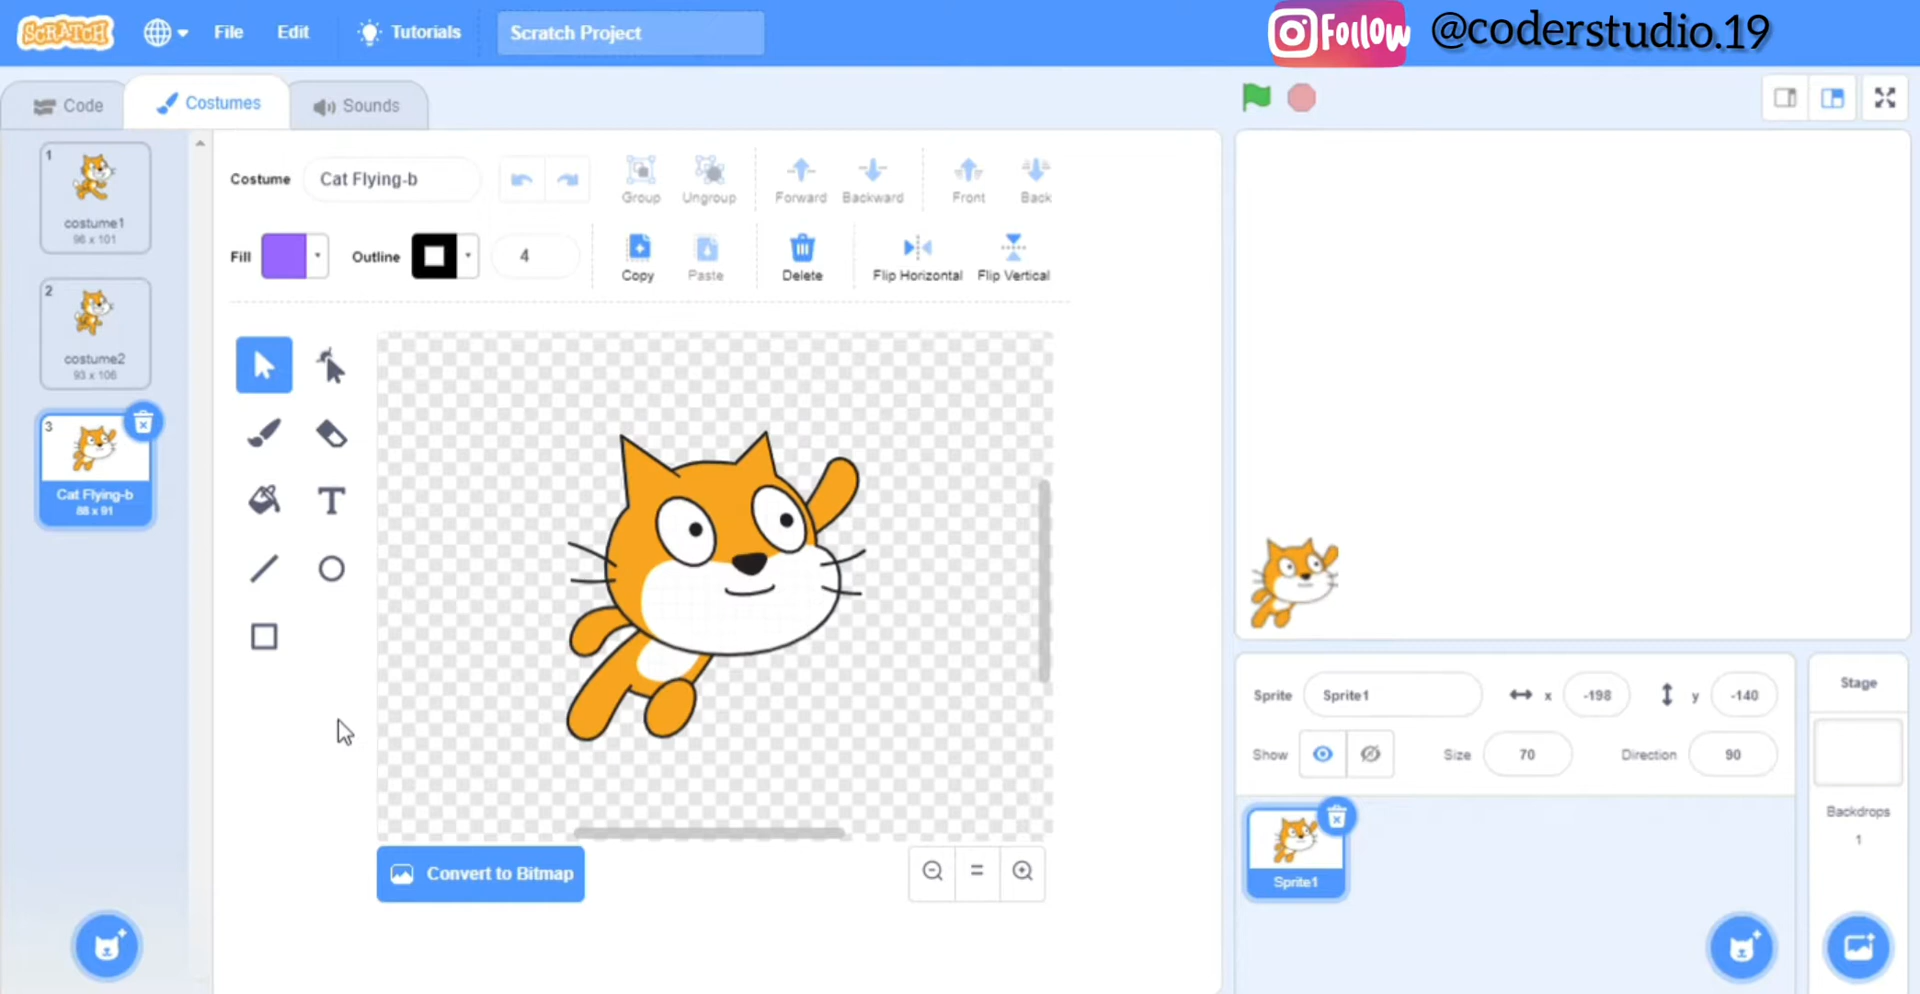 SCRATCH
File
Edit
Tutorials
Scratch Project
Follow
@coderstudio.19
Code
Costumes
Sounds
1
costume1
96 x 101
2
costume2
93 x 106
3
Cat Flying-b
88 x 91
Costume
Cat Flying-b
Group
Ungroup
Forward
Backward
Front
Back
Fill
Outline
4
Copy
Paste
Delete
Flip Horizontal
Flip Vertical
T
Convert to Bitmap
Sprite
Sprite1
x
-198
y
-140
Show
Size
70
Direction
90
Sprite1
Stage
Backdrops
1